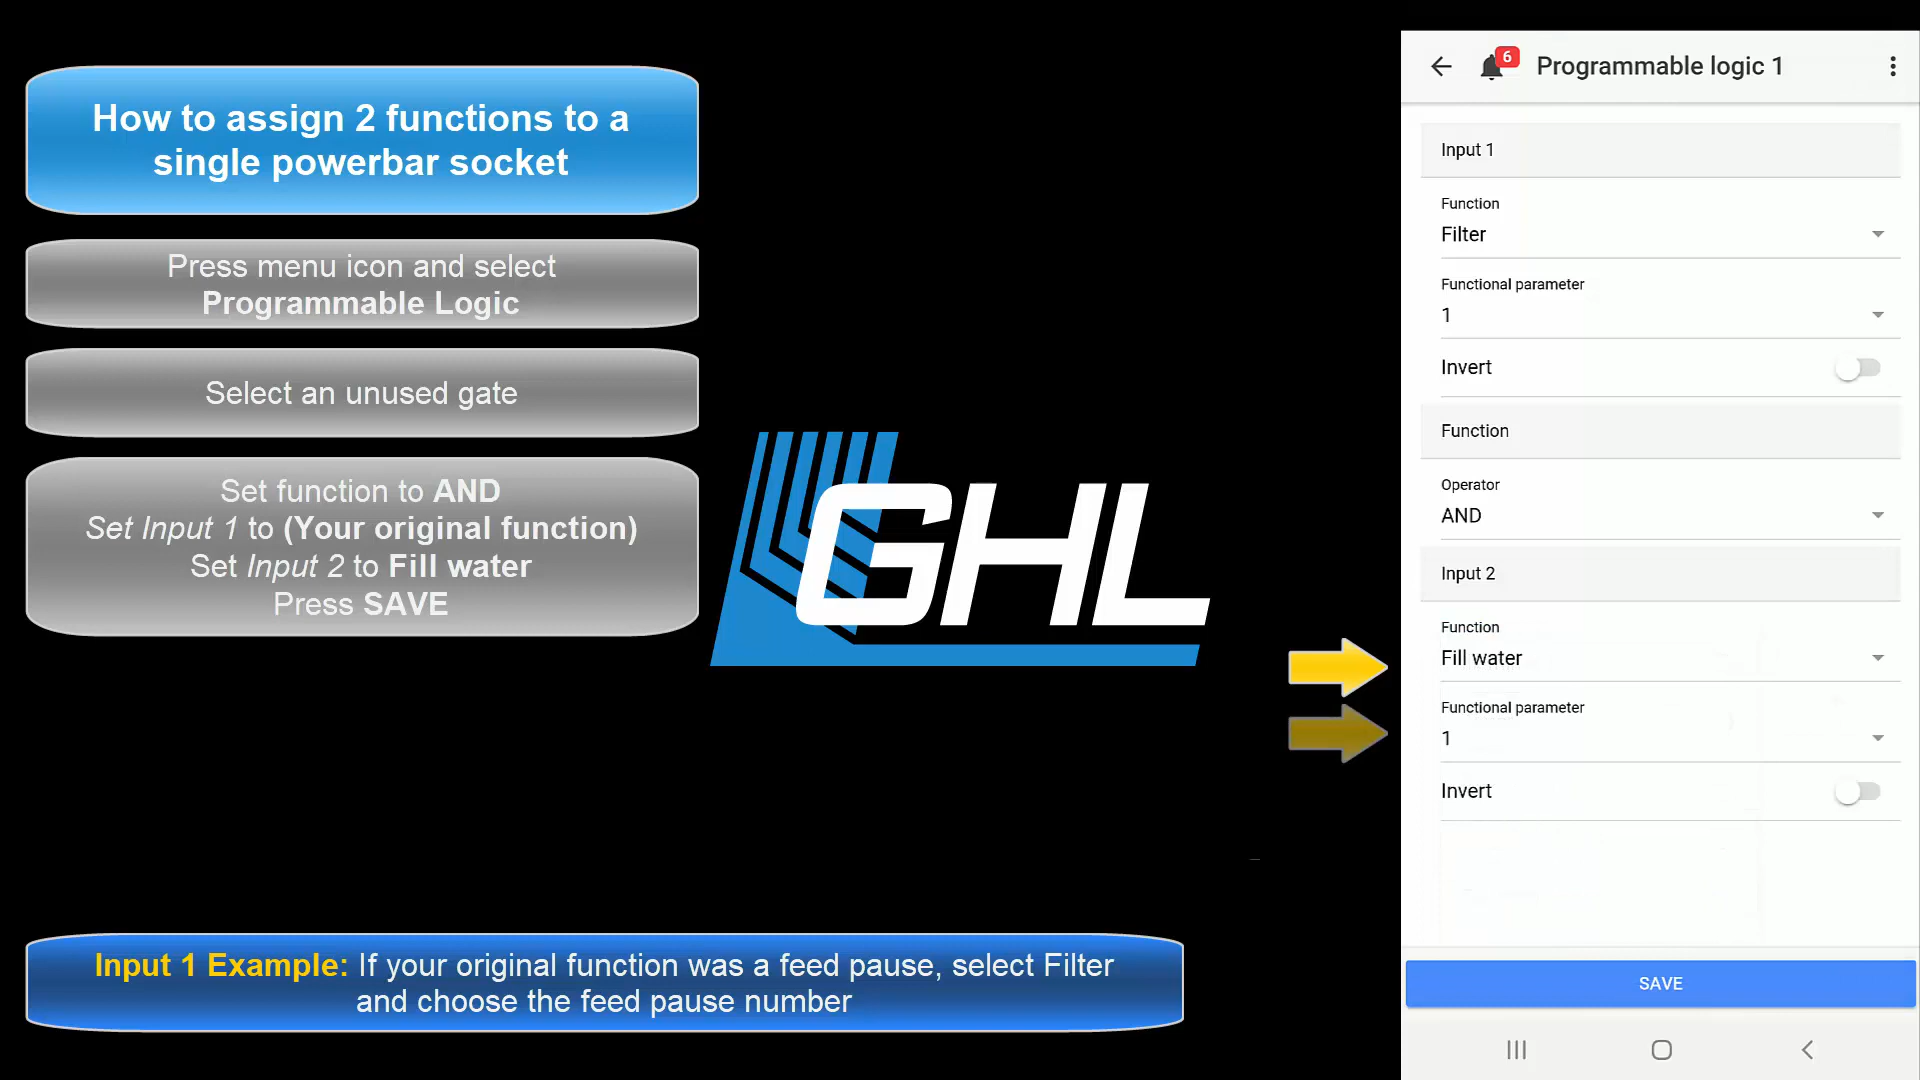 How to assign 2 functions to a
single powerbar socket
Press menu icon and select
Programmable Logic
Select an unused gate
Set function to AND
Set Input 1 to (Your original function)
Set Input 2 to Fill water
Press SAVE
GHL
Input 1 Example: If your original function was a feed pause, select Filter
and choose the feed pause number
6
Programmable logic 1
Input 1
Function
Filter
Functional parameter
1
Invert
Function
Operator
AND
Input 2
Function
Fill water
Functional parameter
1
Invert
SAVE